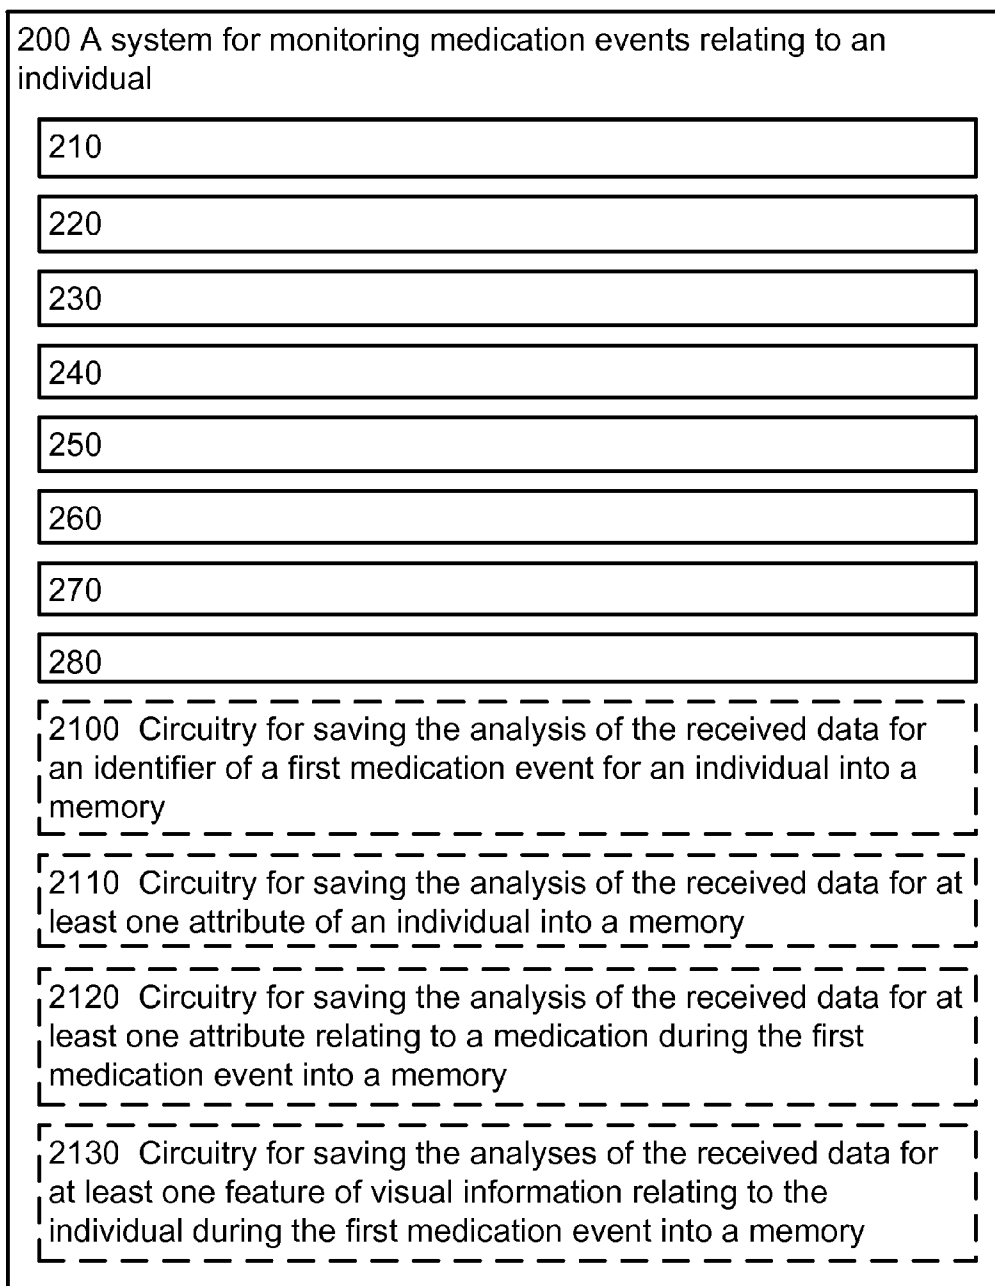 200 A system for monitoring medication events relating to an
individual
210
220
230
240
250
260
270
280
2100 Circuitry for saving the analysis of the received data for
an identifier of a first medication event for an individual into a
memory
2110 Circuitry for saving the analysis of the received data for at
least one attribute of an individual into a memory
2120 Circuitry for saving the analysis of the received data for at
least one attribute relating to a medication during the first
medication event into a memory
2130 Circuitry for saving the analyses of the received data for
at least one feature of visual information relating to the
individual during the first medication event into a memory